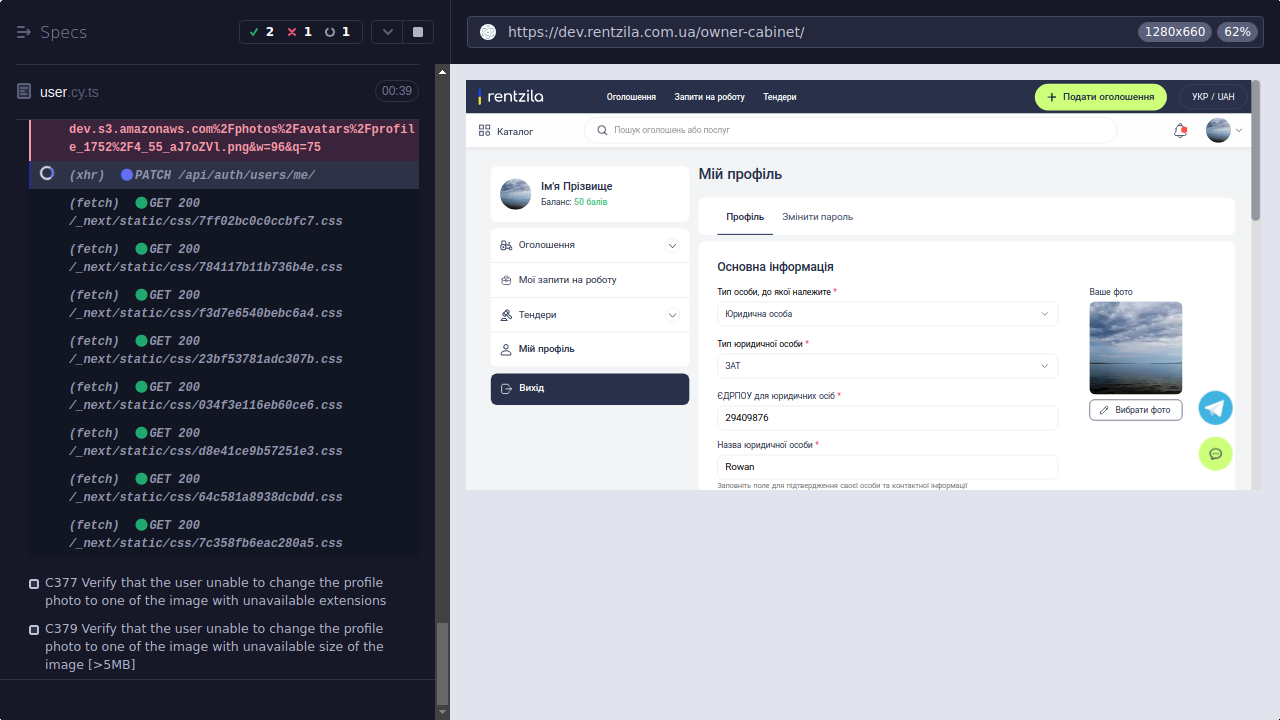 Specs
2
1
1
user.cy.ts
00:39
dev.s3.amazonaws.com%2Fphotos%2Favatars%2Fprofil
e_1752%2F4_55_aJ7oZVl.png&w=96&q=75
(xhr) PATCH /api/auth/users/me/
(fetch) GET 200
/_next/static/css/7ff02bc0c0ccbfc7.css
(fetch) GET 200
/_next/static/css/784117b11b736b4e.css
(fetch) GET 200
/_next/static/css/f3d7e6540bebc6a4.css
(fetch) GET 200
/_next/static/css/23bf53781adc307b.css
(fetch) GET 200
/_next/static/css/034f3e116eb60ce6.css
(fetch) GET 200
/_next/static/css/d8e41ce9b57251e3.css
(fetch) GET 200
/_next/static/css/64c581a8938dcbdd.css
(fetch) GET 200
/_next/static/css/7c358fb6eac280a5.css
C377 Verify that the user unable to change the profile
photo to one of the image with unavailable extensions
C379 Verify that the user unable to change the profile
photo to one of the image with unavailable size of the
image [>5MB]
https://dev.rentzila.com.ua/owner-cabinet/
1280x660
62%
rentzila
Оголошення
Запити на роботу
Тендери
+ Подати оголошення
УКР / UAH
Каталог
Пошук оголошень або послуг
Ім'я Прізвище
Баланс: 50 балів
Оголошення
Мої запити на роботу
Тендери
Мій профіль
Вихід
Мій профіль
Профіль
Змінити пароль
Основна інформація
Тип особи, до якої належите *
Юридична особа
Тип юридичної особи *
ЗАТ
ЄДРПОУ для юридичних осіб *
29409876
Назва юридичної особи *
Rowan
Заповніть поле для підтвердження своєї особи та контактної інформації
Ваше фото
Вибрати фото